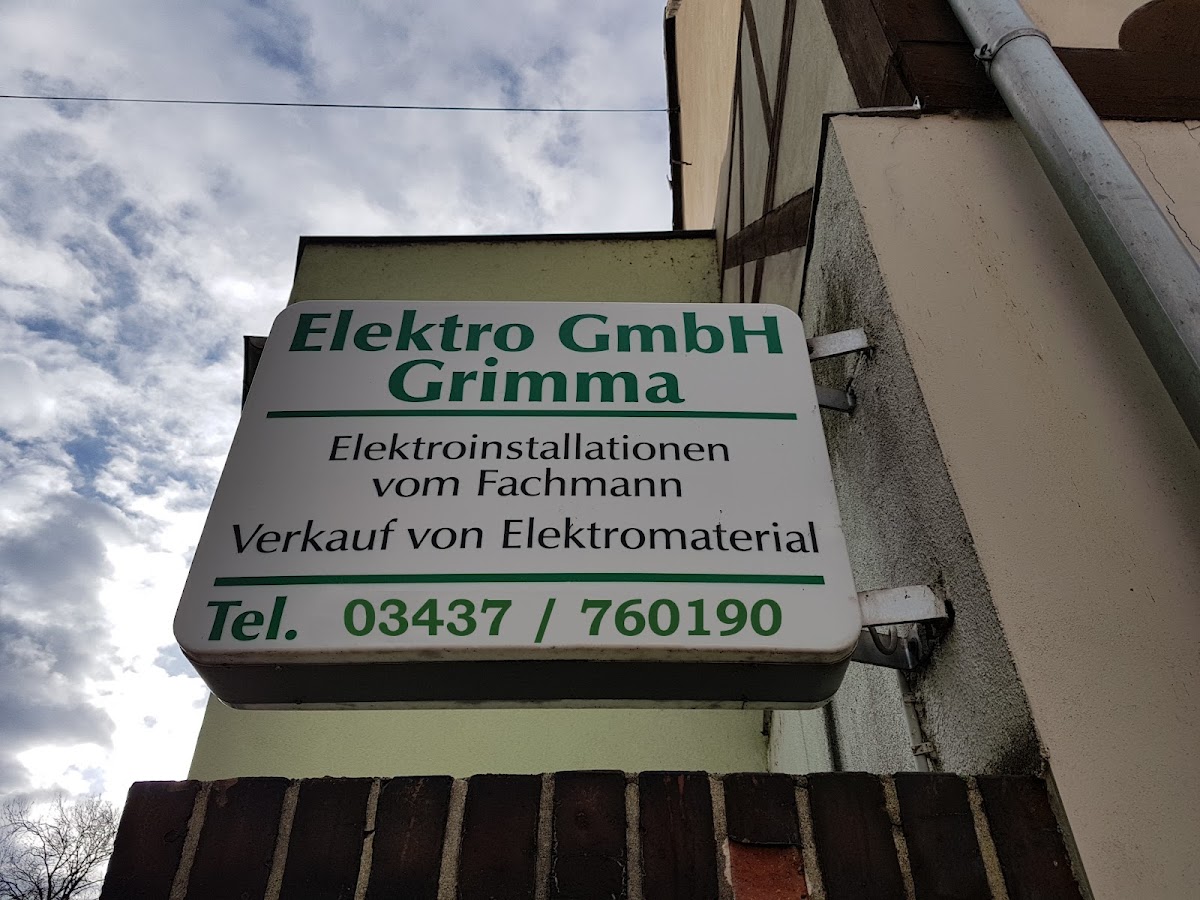 Elektro GmbH
Grimma
Elektroinstallationen
vom Fachmann
Verkauf von Elektromaterial
Tel. 03437 / 760190